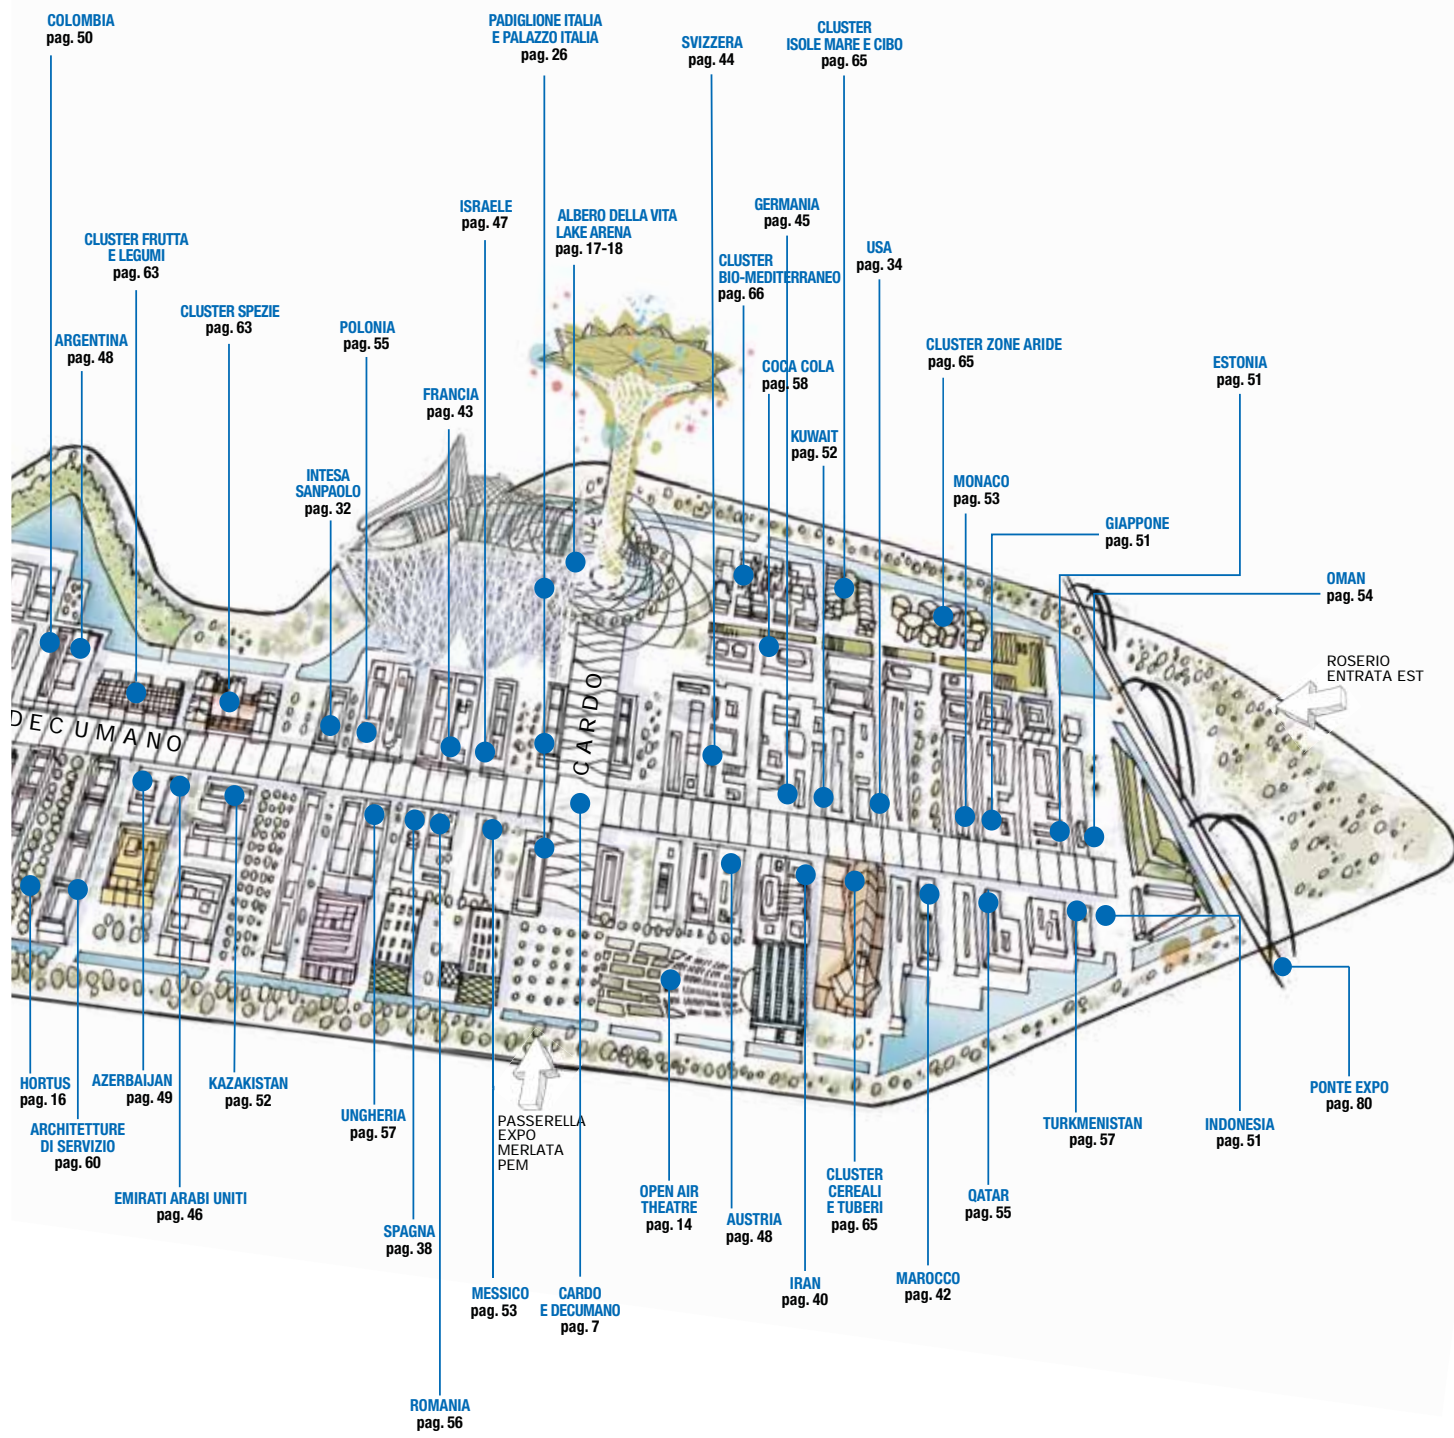 COLOMBIA
pag. 50
PADIGLIONE ITALIA
E PALAZZO ITALIA
pag. 26
SVIZZERA
pag. 44
CLUSTER
ISOLE MARE E CIBO
pag. 65
ISRAELE
pag. 47
ALBERO DELLA VITA
LAKE ARENA
pag. 17-18
GERMANIA
pag. 45
USA
pag. 34
CLUSTER FRUTTA
E LEGUMI
pag. 63
CLUSTER
BIO-MEDITERRANEO
pag. 66
CLUSTER SPEZIE
pag. 63
ARGENTINA
pag. 48
POLONIA
pag. 55
CLUSTER ZONE ARIDE
pag. 65
ESTONIA
pag. 51
COCA COLA
pag. 58
FRANCIA
pag. 43
KUWAIT
pag. 52
INTESA
SANPAOLO
pag. 32
MONACO
pag. 53
GIAPPONE
pag. 51
OMAN
pag. 54
ROSERIO
ENTRATA EST
DECUMANO
CARDO
HORTUS
pag. 16
AZERBAIJAN
pag. 49
KAZAKISTAN
pag. 52
PONTE EXPO
pag. 80
UNGHERIA
pag. 57
PASSERELLA
EXPO
MERLATA
PEM
TURKMENISTAN
pag. 57
INDONESIA
pag. 51
ARCHITETTURE
DI SERVIZIO
pag. 60
CLUSTER
CEREALI
E TUBERI
pag. 65
EMIRATI ARABI UNITI
pag. 46
OPEN AIR
THEATRE
pag. 14
QATAR
pag. 55
AUSTRIA
pag. 48
SPAGNA
pag. 38
IRAN
pag. 40
MAROCCO
pag. 42
MESSICO
pag. 53
CARDO
E DECUMANO
pag. 7
ROMANIA
pag. 56